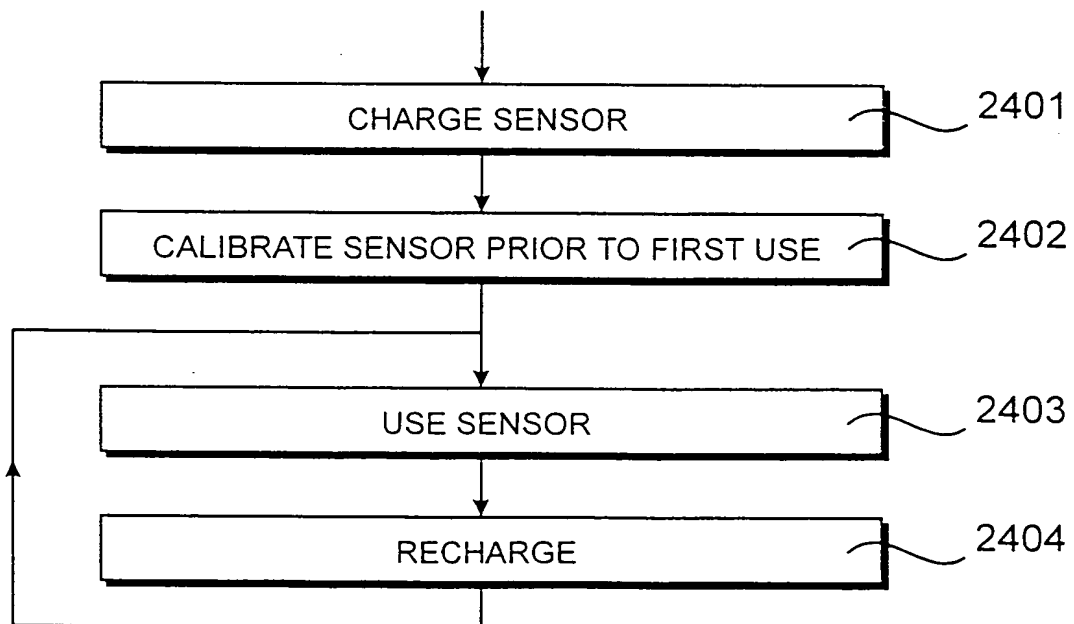 CHARGE SENSOR 2401
CALIBRATE SENSOR PRIOR TO FIRST USE 2402
USE SENSOR 2403
RECHARGE 2404